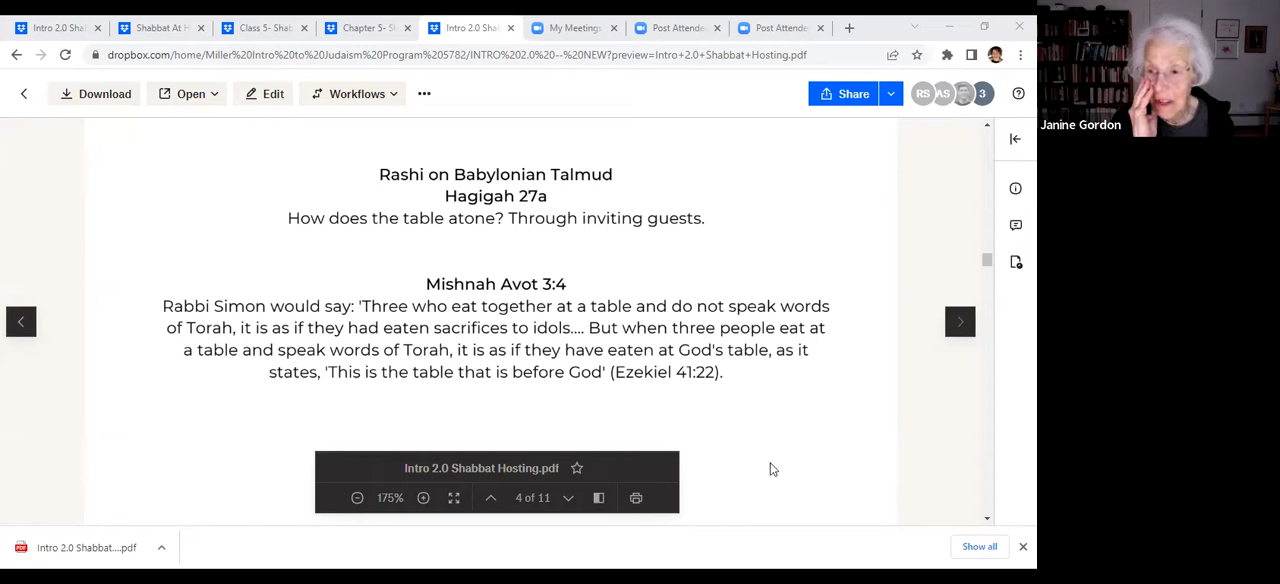 Intro 2.0 Shabl
Shabbat At H
Class 5- Shab
Chapter 5- S
Intro 2.0 Shab
My Meetings
Post Attende
Post Attende
dropbox.com/home/Miller%20Intro%20to%20Judaism%20Program%205782/INTRO%202.0%20--%20NEW?preview=Intro+2.0+Shabbat+Hosting.pdf
Download
Open
Edit
Workflows
Share
RS
AS
3
Janine Gordon
Rashi on Babylonian Talmud
Hagigah 27a
How does the table atone? Through inviting guests.
Mishnah Avot 3:4
Rabbi Simon would say: 'Three who eat together at a table and do not speak words
of Torah, it is as if they had eaten sacrifices to idols.... But when three people eat at
a table and speak words of Torah, it is as if they have eaten at God's table, as it
states, 'This is the table that is before God' (Ezekiel 41:22).
Intro 2.0 Shabbat Hosting.pdf
175%
4 of 11
Intro 2.0 Shabbat....pdf
Show all